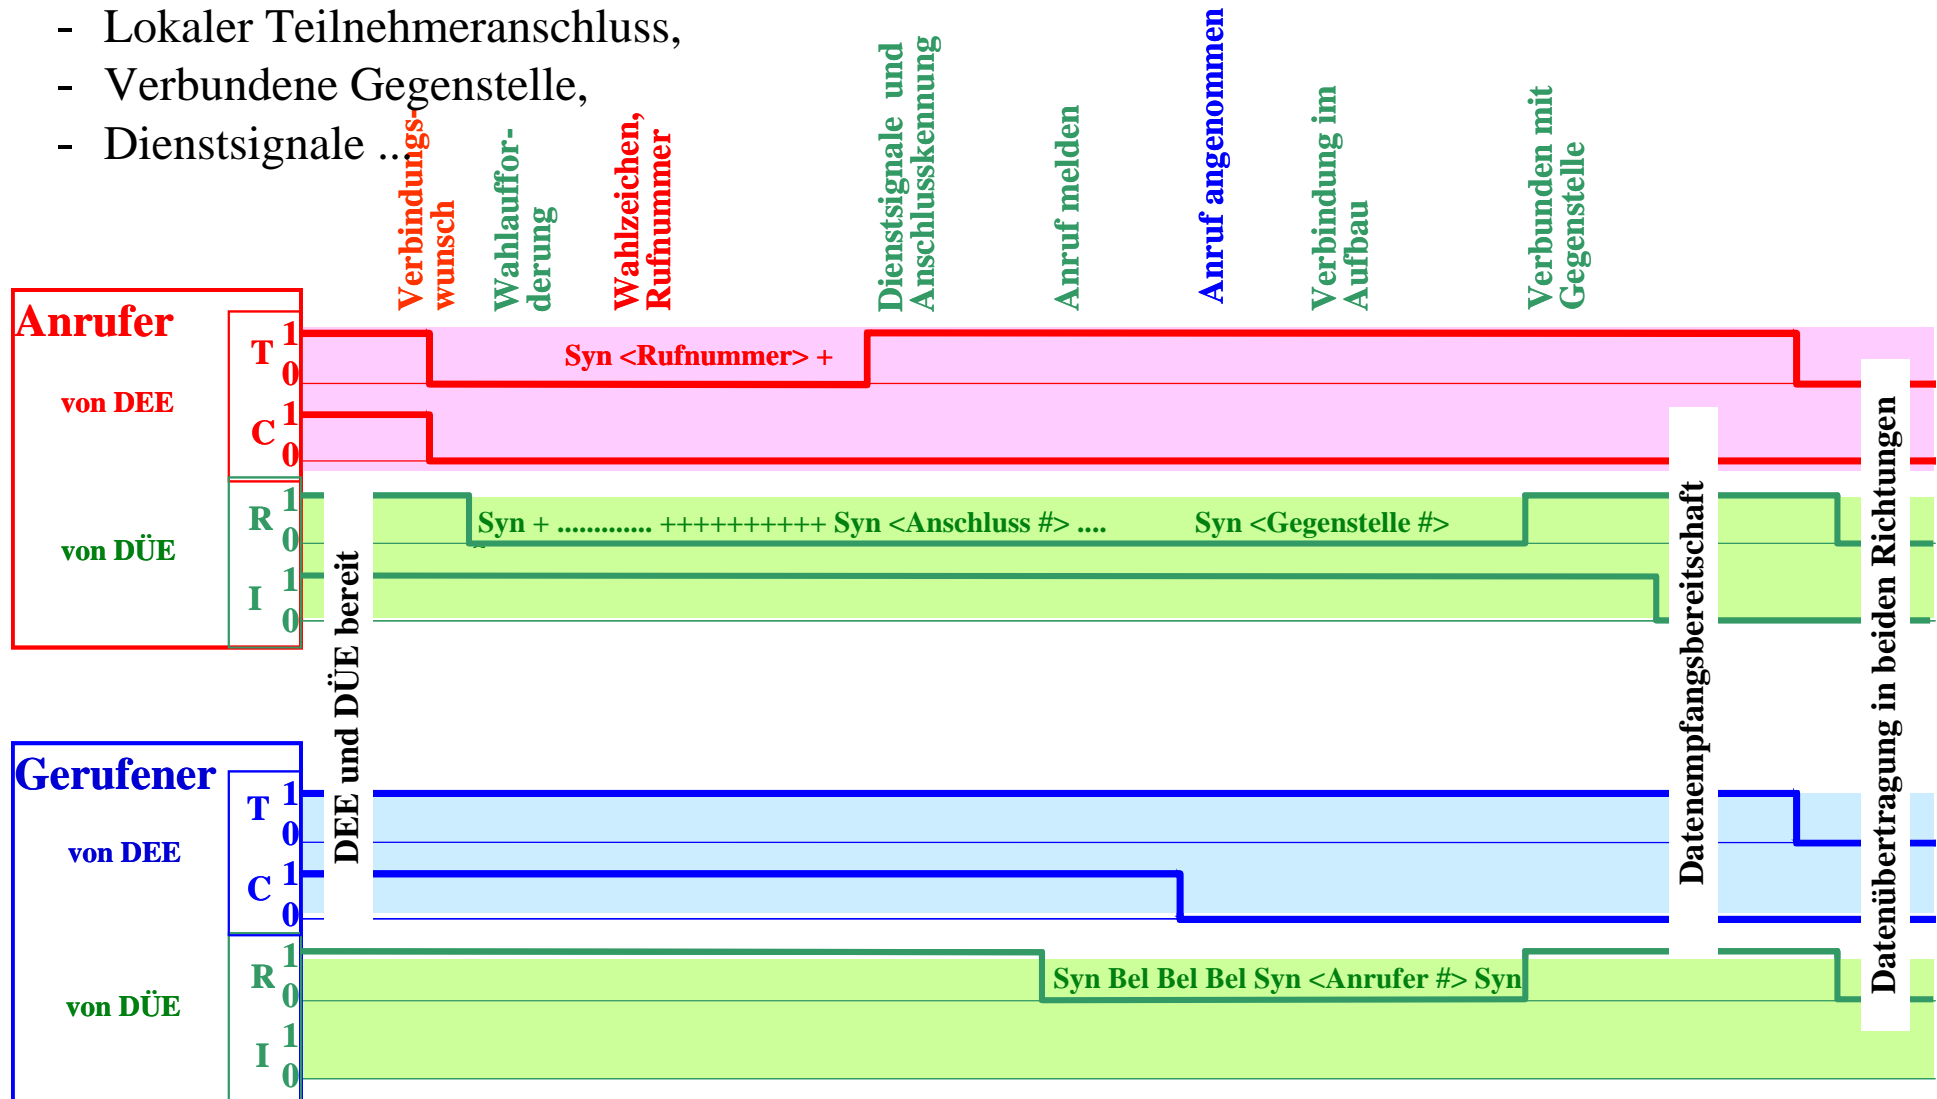 - Lokaler Teilnehmeranschluss,
- Verbundene Gegenstelle,
- Dienstsignale ...
Verbindungs-
wunsch
Wahlauffor-
derung
Wahlzeichen,
Rufnummer
Dienstsignale und
Anschlusskennung
Anruf melden
Anruf angenommen
Verbindung im
Aufbau
Verbunden mit
Gegenstelle
Anrufer
von DEE
T 1
0
Syn <Rufnummer> +
C 1
0
von DÜE
R 1
0
Syn + ............. ++++++++++ Syn <Anschluss #> .... Syn <Gegenstelle #>
~
I 1
0
DEE und DÜE bereit
Datenempfangsbereitschaft
Datenübertragung in beiden Richtungen
Gerufener
von DEE
T 1
0
C 1
0
von DÜE
R 1
0
Syn Bel Bel Bel Syn <Anrufer #> Syn
I 1
0